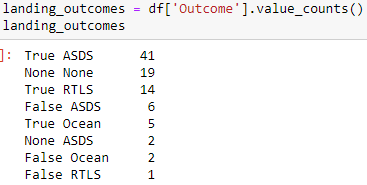 landing_outcomes = df['Outcome'].value_counts()
landing_outcomes
]: True ASDS 41
None None 19
True RTLS 14
False ASDS 6
True Ocean 5
None ASDS 2
False Ocean 2
False RTLS 1